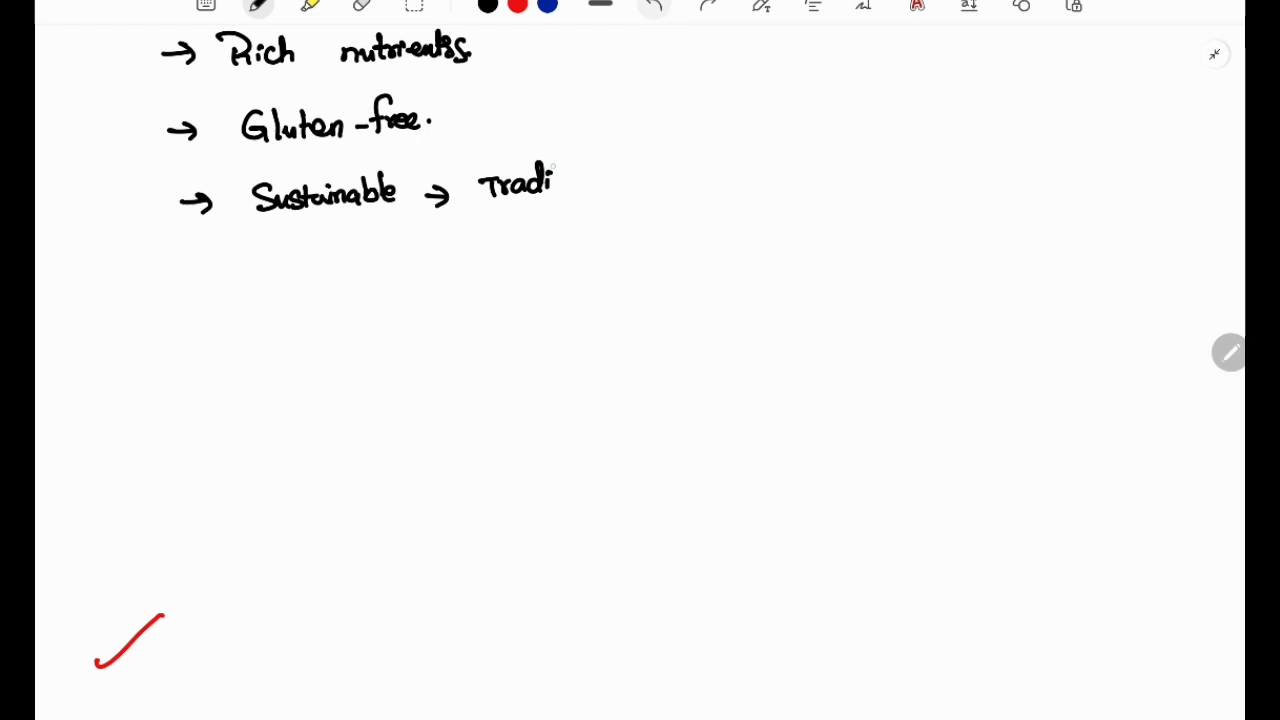 → Rich nutrients.
→ Gluten-free.
→ Sustainable → Tradi